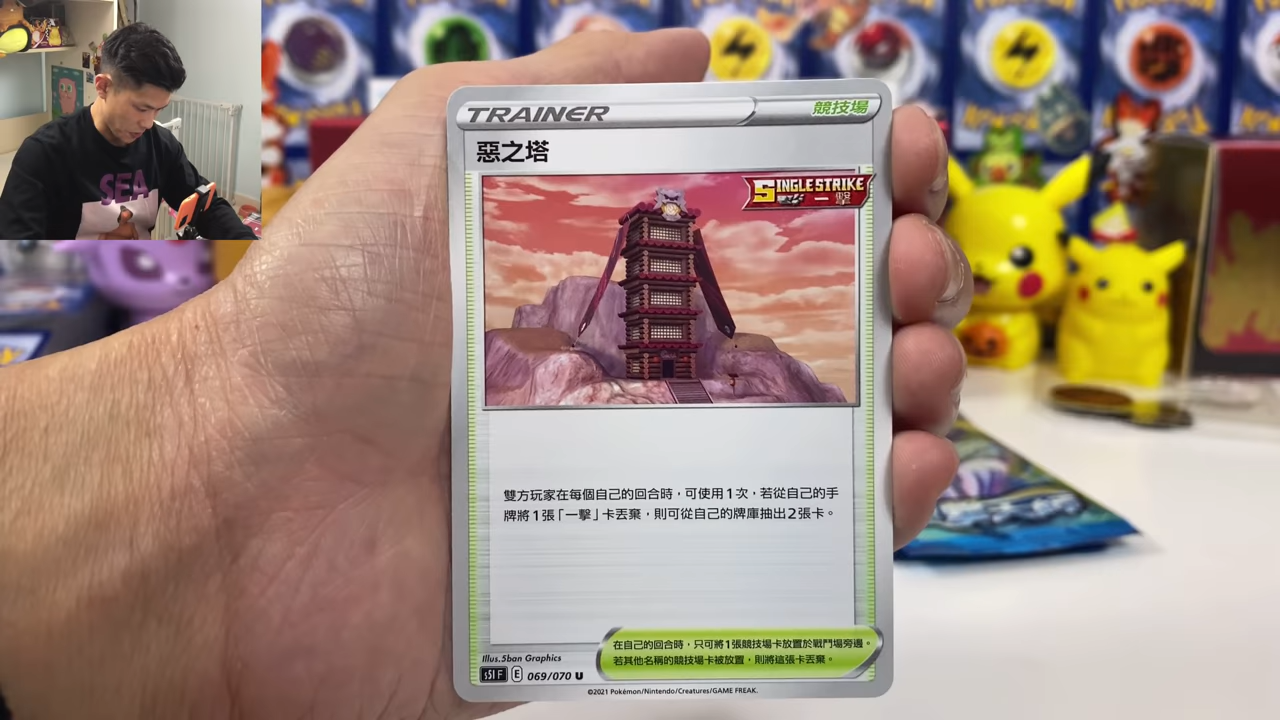 TRAINER
競技場
惡之塔
SINGLE STRIKE
一擊
雙方玩家在每個自己的回合時，可使用1次，若從自己的手
牌將1張「一擊」卡丟棄，則可從自己的牌庫抽出2張卡。
在自己的回合時，只可將1張競技場卡放置於戰鬥場旁邊。
若其他名稱的競技場卡被放置，則將這張卡丟棄。
Illus.5ban Graphics
s5I F E 069/070 U
©2021 Pokémon/Nintendo/Creatures/GAME FREAK.
SEA